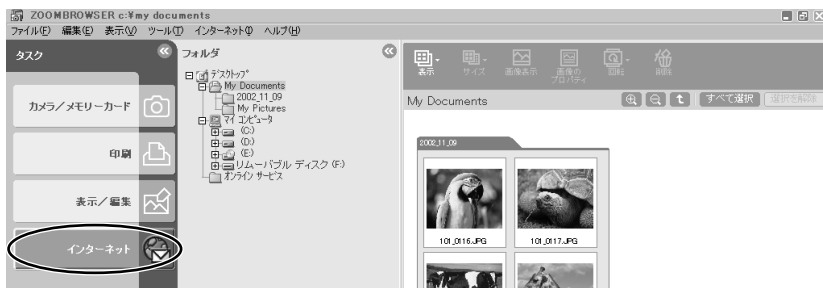 ZOOMBROWSER c:¥my documents
ファイル(F) 編集(E) 表示(V) ツール(T) インターネット(I) ヘルプ(H)
タスク
カメラ/メモリーカード
印刷
表示/編集
インターネット
フォルダ
デスクトップ
My Documents
2002_11_09
My Pictures
マイ コンピュータ
(C:)
(D:)
(E:)
リムーバブル ディスク (F:)
オンライン サービス
表示 サイズ 画像表示 画像のプロパティ 回転 削除
My Documents すべて選択 選択を解除
2002_11_09
101_0116.JPG 101_0117.JPG